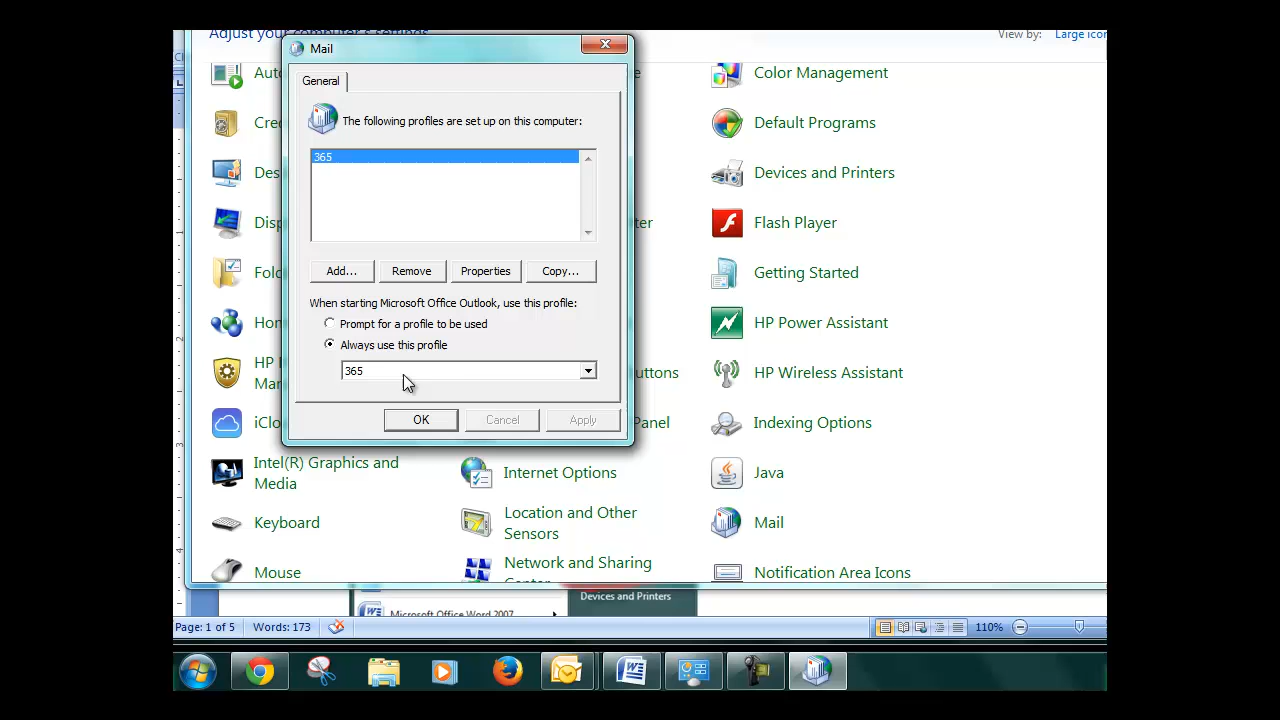 Adjust your computer's settings
View by:
Large icon
Mail
General
The following profiles are set up on this computer:
365
Add...
Remove
Properties
Copy...
When starting Microsoft Office Outlook, use this profile:
Prompt for a profile to be used
Always use this profile
365
OK
Cancel
Apply
Color Management
Default Programs
Devices and Printers
Flash Player
Getting Started
HP Power Assistant
HP Wireless Assistant
Indexing Options
Intel(R) Graphics and
Media
Internet Options
Java
Keyboard
Location and Other
Sensors
Mail
Mouse
Network and Sharing
Notification Area Icons
Devices and Printers
Microsoft Office Word 2007
Page: 1 of 5
Words: 173
110%